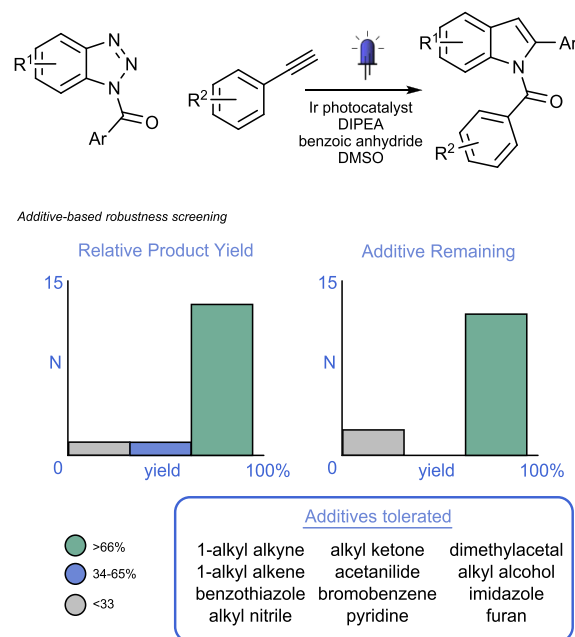 R1
N
N
N
Ar
O
R2
Ir photocatalyst
DIPEA
benzoic anhydride
DMSO
R1
N
Ar
O
R2
Additive-based robustness screening
Relative Product Yield
Additive Remaining
15
N
0
yield
100%
15
N
0
yield
100%
>66%
34-65%
<33
Additives tolerated
1-alkyl alkyne alkyl ketone dimethylacetal
1-alkyl alkene acetanilide alkyl alcohol
benzothiazole bromobenzene imidazole
alkyl nitrile pyridine furan